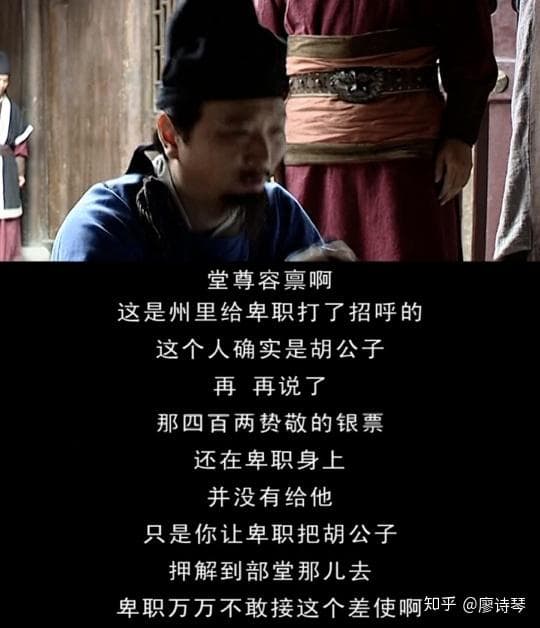 堂尊容禀啊
这是州里给卑职打了招呼的
这个人确实是胡公子
再 再说了
那四百两势敬的银票
还在卑职身上
并没有给他
只是你让卑职把胡公子
押解到部堂那儿去
卑职万万不敢接这个差使啊
知乎 @廖诗琴